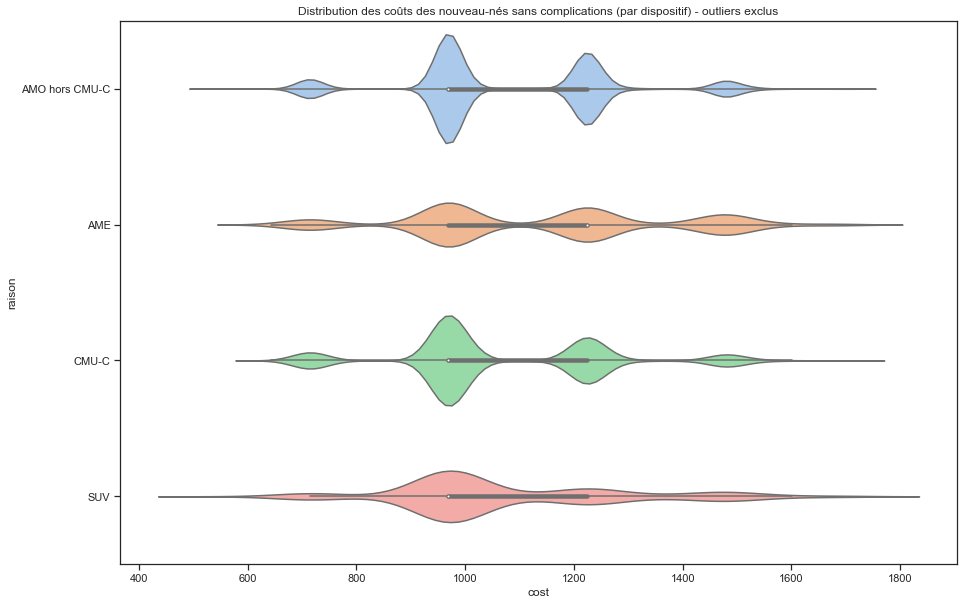 Distribution des coûts des nouveau-nés sans complications (par dispositif) - outliers exclus
AMO hors CMU-C
AME
raison
CMU-C
SUV
400 600 800 1000 1200 1400 1600 1800
cost